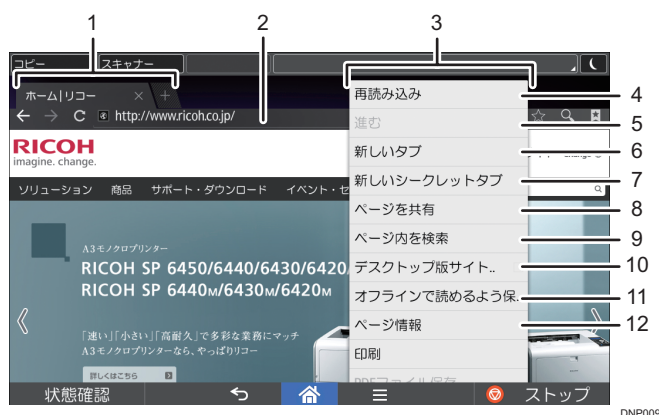 1 2 3
コピー スキャナー
ホーム|リコー × +
http://www.ricoh.co.jp/
RICOH
imagine. change.
ソリューション 商品 サポート・ダウンロード イベント・セ
A3モノクロプリンター
RICOH SP 6450/6440/6430/6420
RICOH SP 6440M/6430M/6420M
「速い」「小さい」「高耐久」で多彩な業務にマッチ
A3モノクロプリンターなら、やっぱりリコー
詳しくはこちら
再読み込み 4
進む 5
新しいタブ 6
新しいシークレットタブ 7
ページを共有 8
ページ内を検索 9
デスクトップ版サイト.. 10
オフラインで読めるよう保. 11
ページ情報 12
印刷
PDFファイル保存
状態確認 ストップ
DNP009